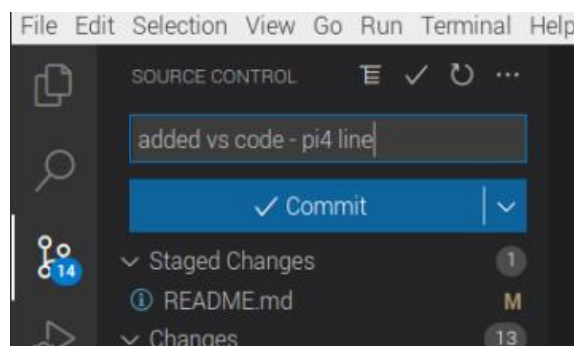 File Edit Selection View Go Run Terminal Help
SOURCE CONTROL
added vs code - pi4 line
Commit
14
Staged Changes 1
README.md M
Changes 13